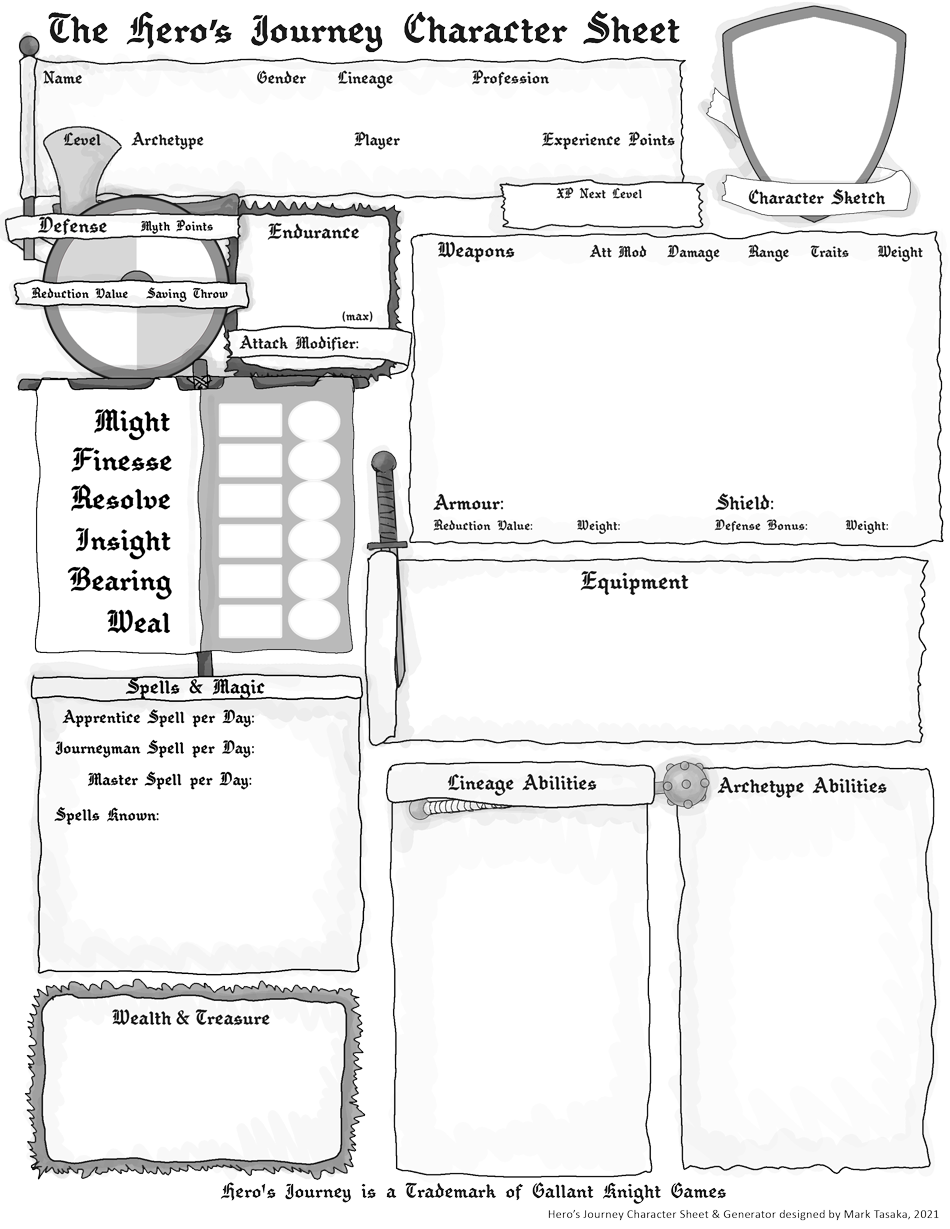 The Hero's Journey Character Sheet
Name Gender Lineage Profession
Level Archetype Player Experience Points
XP Next Level
Character Sketch
Defense Myth Points
Reduction Value Saving Throw
Endurance
(max)
Attack Modifier:
Weapons Att Mod Damage Range Traits Weight
Armour: Shield:
Reduction Value: Weight: Defense Bonus: Weight:
Might
Finesse
Resolve
Insight
Bearing
Weal
Equipment
Spells & Magic
Apprentice Spell per Day:
Journeyman Spell per Day:
Master Spell per Day:
Spells Known:
Lineage Abilities
Archetype Abilities
Wealth & Treasure
Hero's Journey is a Trademark of Gallant Knight Games
Hero's Journey Character Sheet & Generator designed by Mark Tasaka, 2021